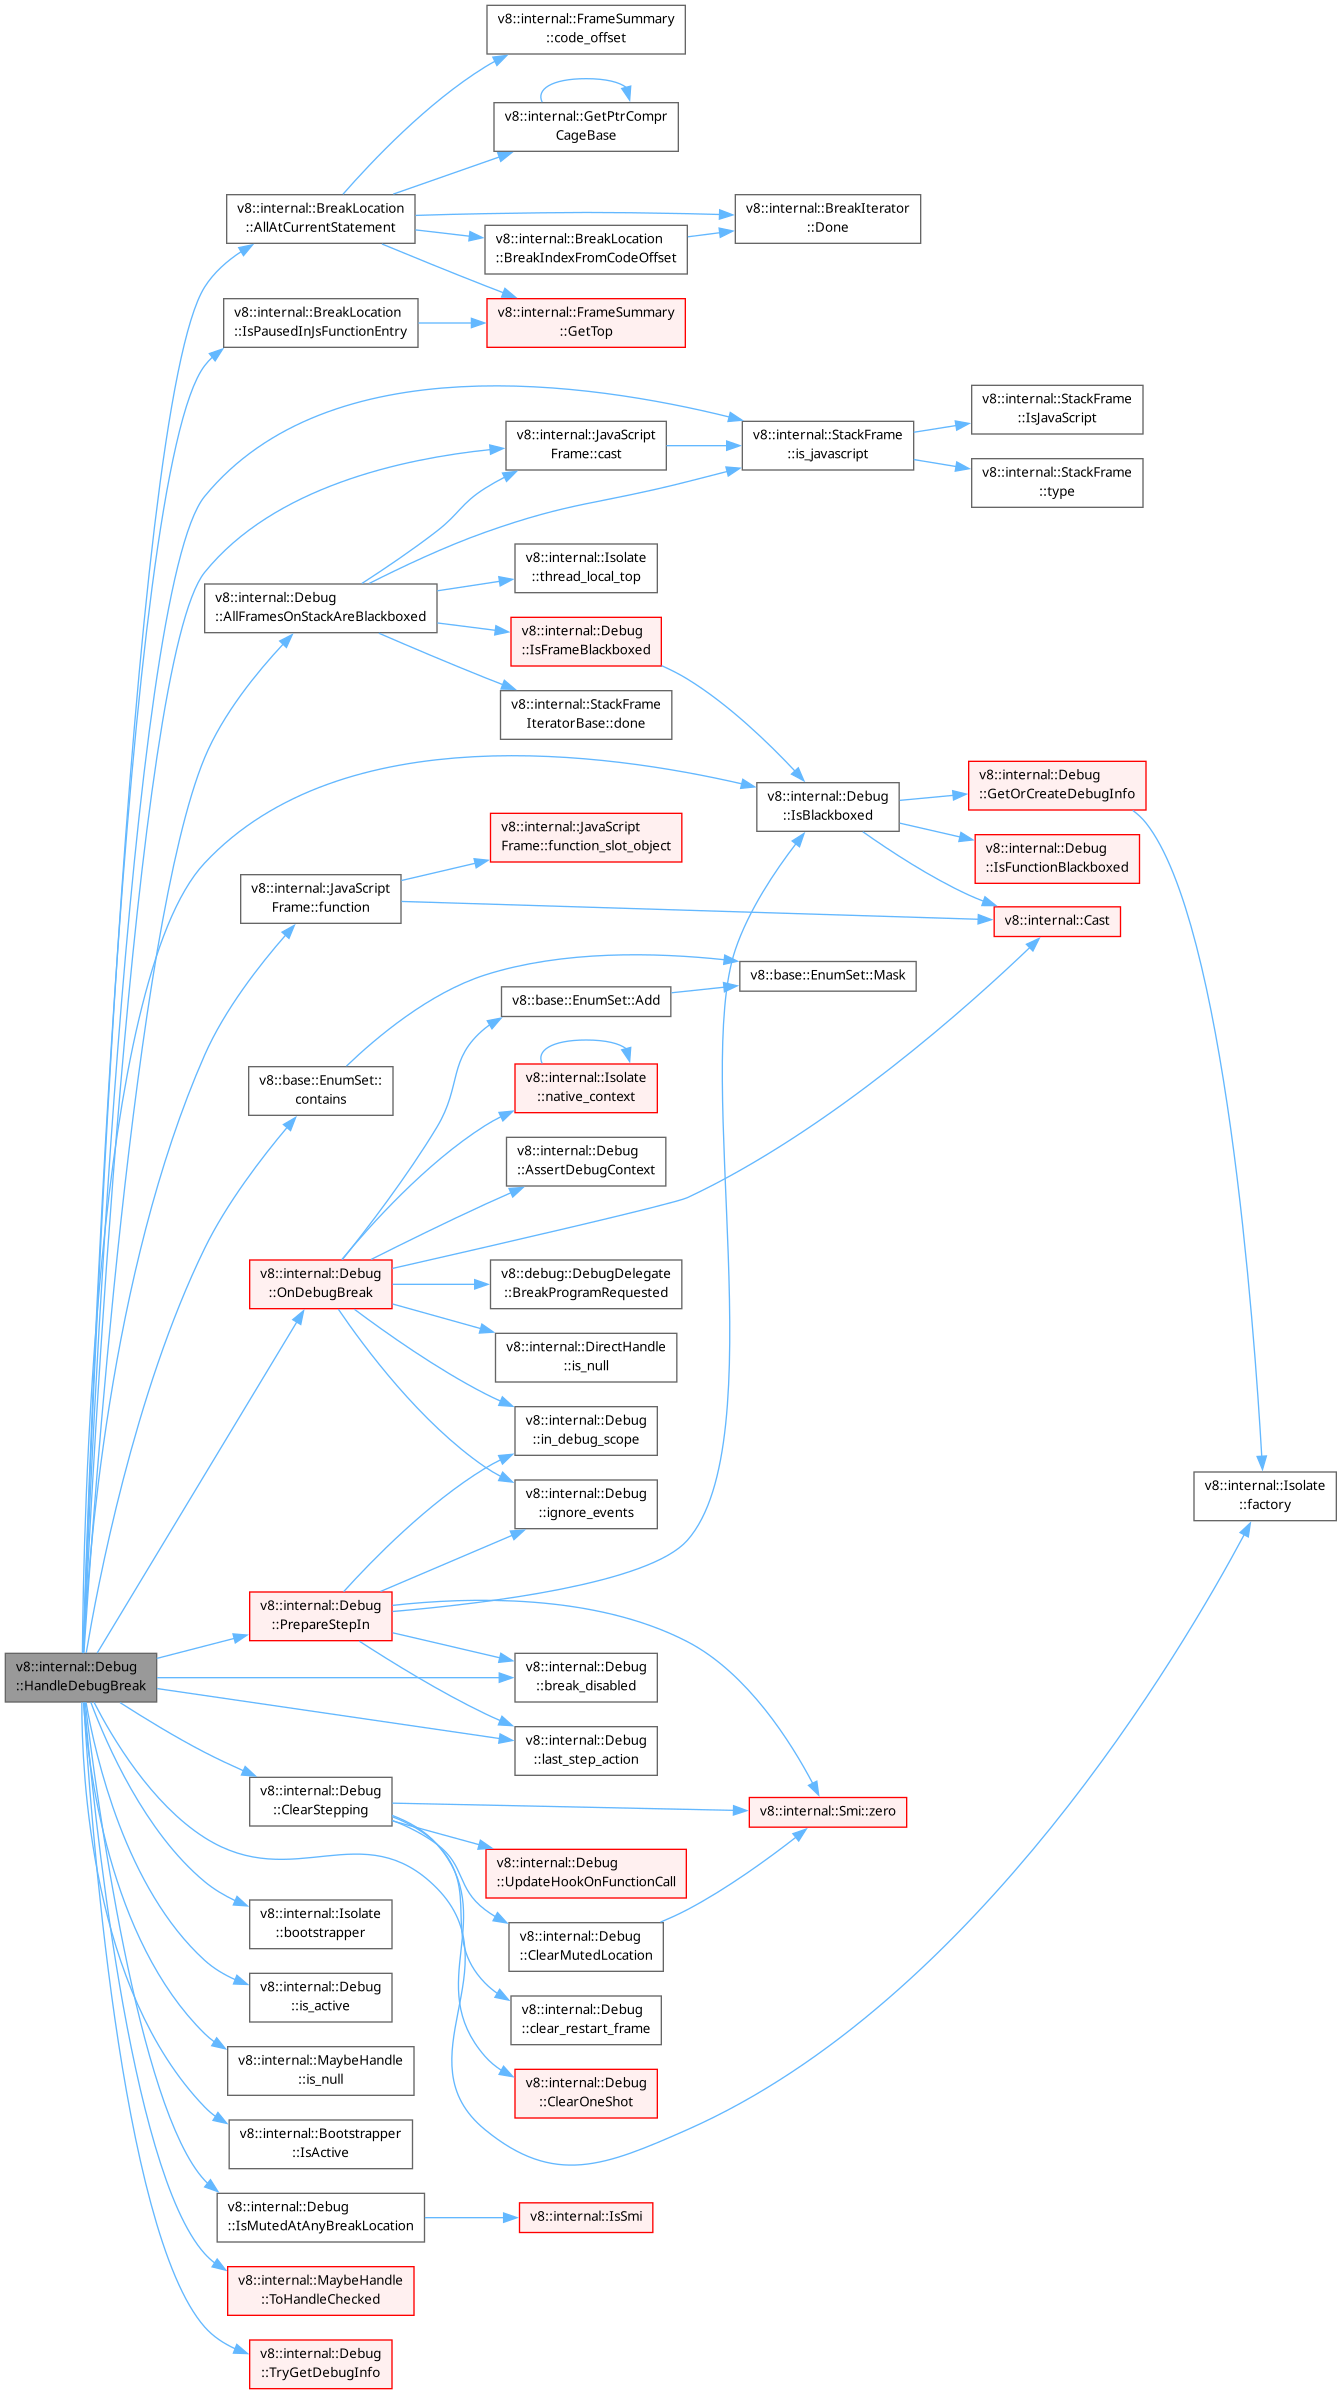 v8::internal::FrameSummary
::code_offset
v8::internal::GetPtrCompr
CageBase
v8::internal::BreakLocation
::AllAtCurrentStatement
v8::internal::BreakIterator
::Done
v8::internal::BreakLocation
::BreakIndexFromCodeOffset
v8::internal::BreakLocation
::IsPausedInJsFunctionEntry
v8::internal::FrameSummary
::GetTop
v8::internal::StackFrame
::IsJavaScript
v8::internal::JavaScript
Frame::cast
v8::internal::StackFrame
::is_javascript
v8::internal::StackFrame
::type
v8::internal::Isolate
::thread_local_top
v8::internal::Debug
::AllFramesOnStackAreBlackboxed
v8::internal::Debug
::IsFrameBlackboxed
v8::internal::StackFrame
IteratorBase::done
v8::internal::Debug
::GetOrCreateDebugInfo
v8::internal::Debug
::IsBlackboxed
v8::internal::JavaScript
Frame::function_slot_object
v8::internal::Debug
::IsFunctionBlackboxed
v8::internal::JavaScript
Frame::function
v8::internal::Cast
v8::base::EnumSet::Mask
v8::base::EnumSet::Add
v8::internal::Isolate
::native_context
v8::base::EnumSet::
contains
v8::internal::Debug
::AssertDebugContext
v8::internal::Debug
::OnDebugBreak
v8::debug::DebugDelegate
::BreakProgramRequested
v8::internal::DirectHandle
::is_null
v8::internal::Debug
::in_debug_scope
v8::internal::Isolate
::factory
v8::internal::Debug
::ignore_events
v8::internal::Debug
::PrepareStepIn
v8::internal::Debug
::HandleDebugBreak
v8::internal::Debug
::break_disabled
v8::internal::Debug
::last_step_action
v8::internal::Debug
::ClearStepping
v8::internal::Smi::zero
v8::internal::Debug
::UpdateHookOnFunctionCall
v8::internal::Isolate
::bootstrapper
v8::internal::Debug
::ClearMutedLocation
v8::internal::Debug
::is_active
v8::internal::Debug
::clear_restart_frame
v8::internal::MaybeHandle
::is_null
v8::internal::Debug
::ClearOneShot
v8::internal::Bootstrapper
::IsActive
v8::internal::Debug
::IsMutedAtAnyBreakLocation
v8::internal::IsSmi
v8::internal::MaybeHandle
::ToHandleChecked
v8::internal::Debug
::TryGetDebugInfo